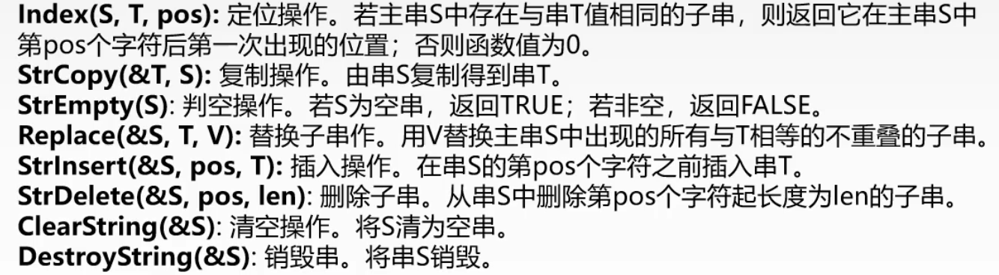 Index(S, T, pos): 定位操作。若主串S中存在与串T值相同的子串，则返回它在主串S中
第pos个字符后第一次出现的位置；否则函数值为0。
StrCopy(&T, S): 复制操作。由串S复制得到串T。
StrEmpty(S): 判空操作。若S为空串，返回TRUE；若非空，返回FALSE。
Replace(&S, T, V): 替换子串作。用V替换主串S中出现的所有与T相等的不重叠的子串。
StrInsert(&S, pos, T): 插入操作。在串S的第pos个字符之前插入串T。
StrDelete(&S, pos, len): 删除子串。从串S中删除第pos个字符起长度为len的子串。
ClearString(&S): 清空操作。将S清为空串。
DestroyString(&S): 销毁串。将串S销毁。